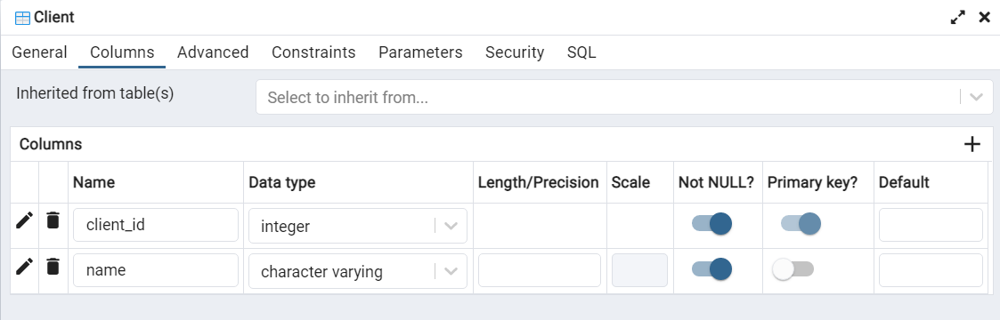 Client
General Columns Advanced Constraints Parameters Security SQL
Inherited from table(s) Select to inherit from...
Columns
Name Data type Length/Precision Scale Not NULL? Primary key? Default
client_id integer
name character varying